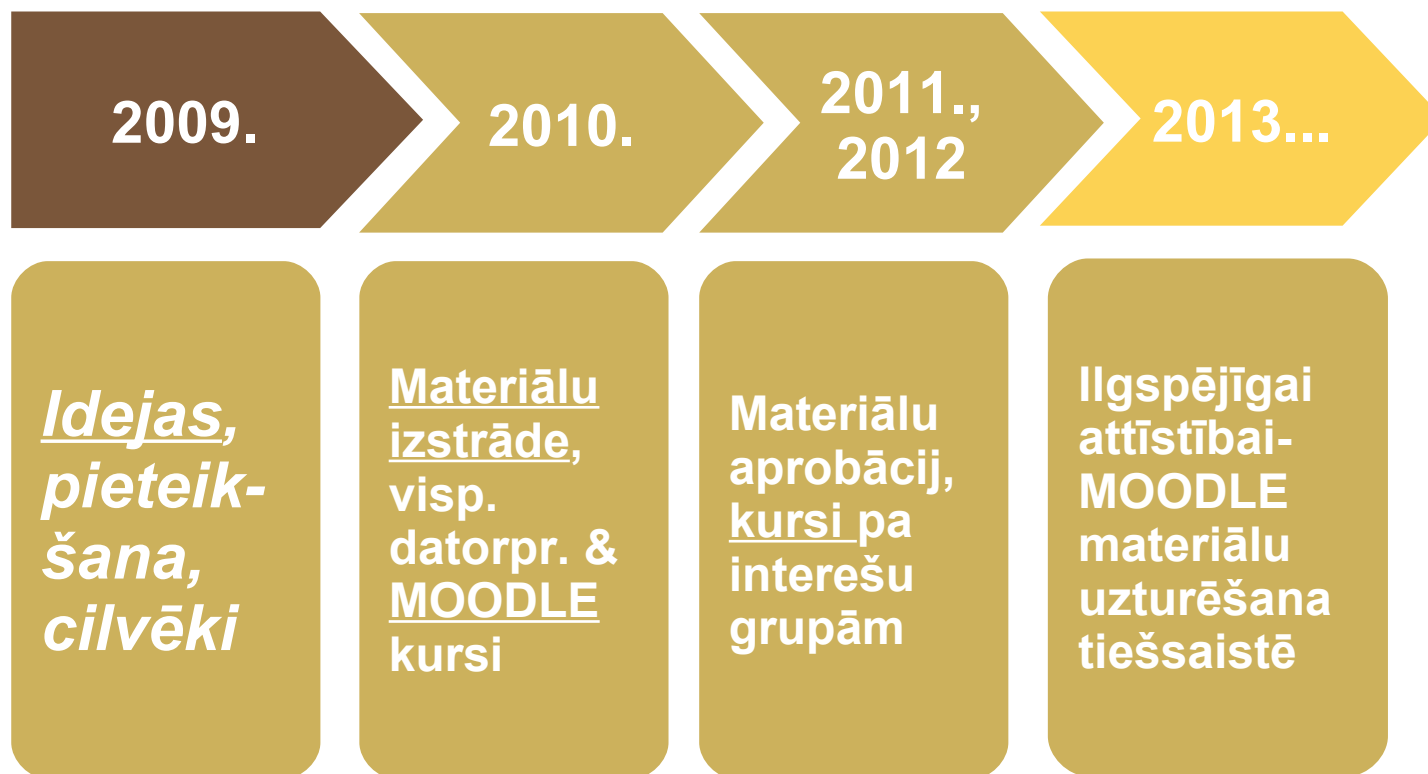 2009.
2010.
2011.,
2012
2013...
Idejas,
pieteik-
šana,
cilvēki
Materiālu
izstrāde,
visp.
datorpr. &
MOODLE
kursi
Materiālu
aprobācij,
kursi pa
interešu
grupām
Ilgspējīgai
attīstībai-
MOODLE
materiālu
uzturēšana
tiešsaistē